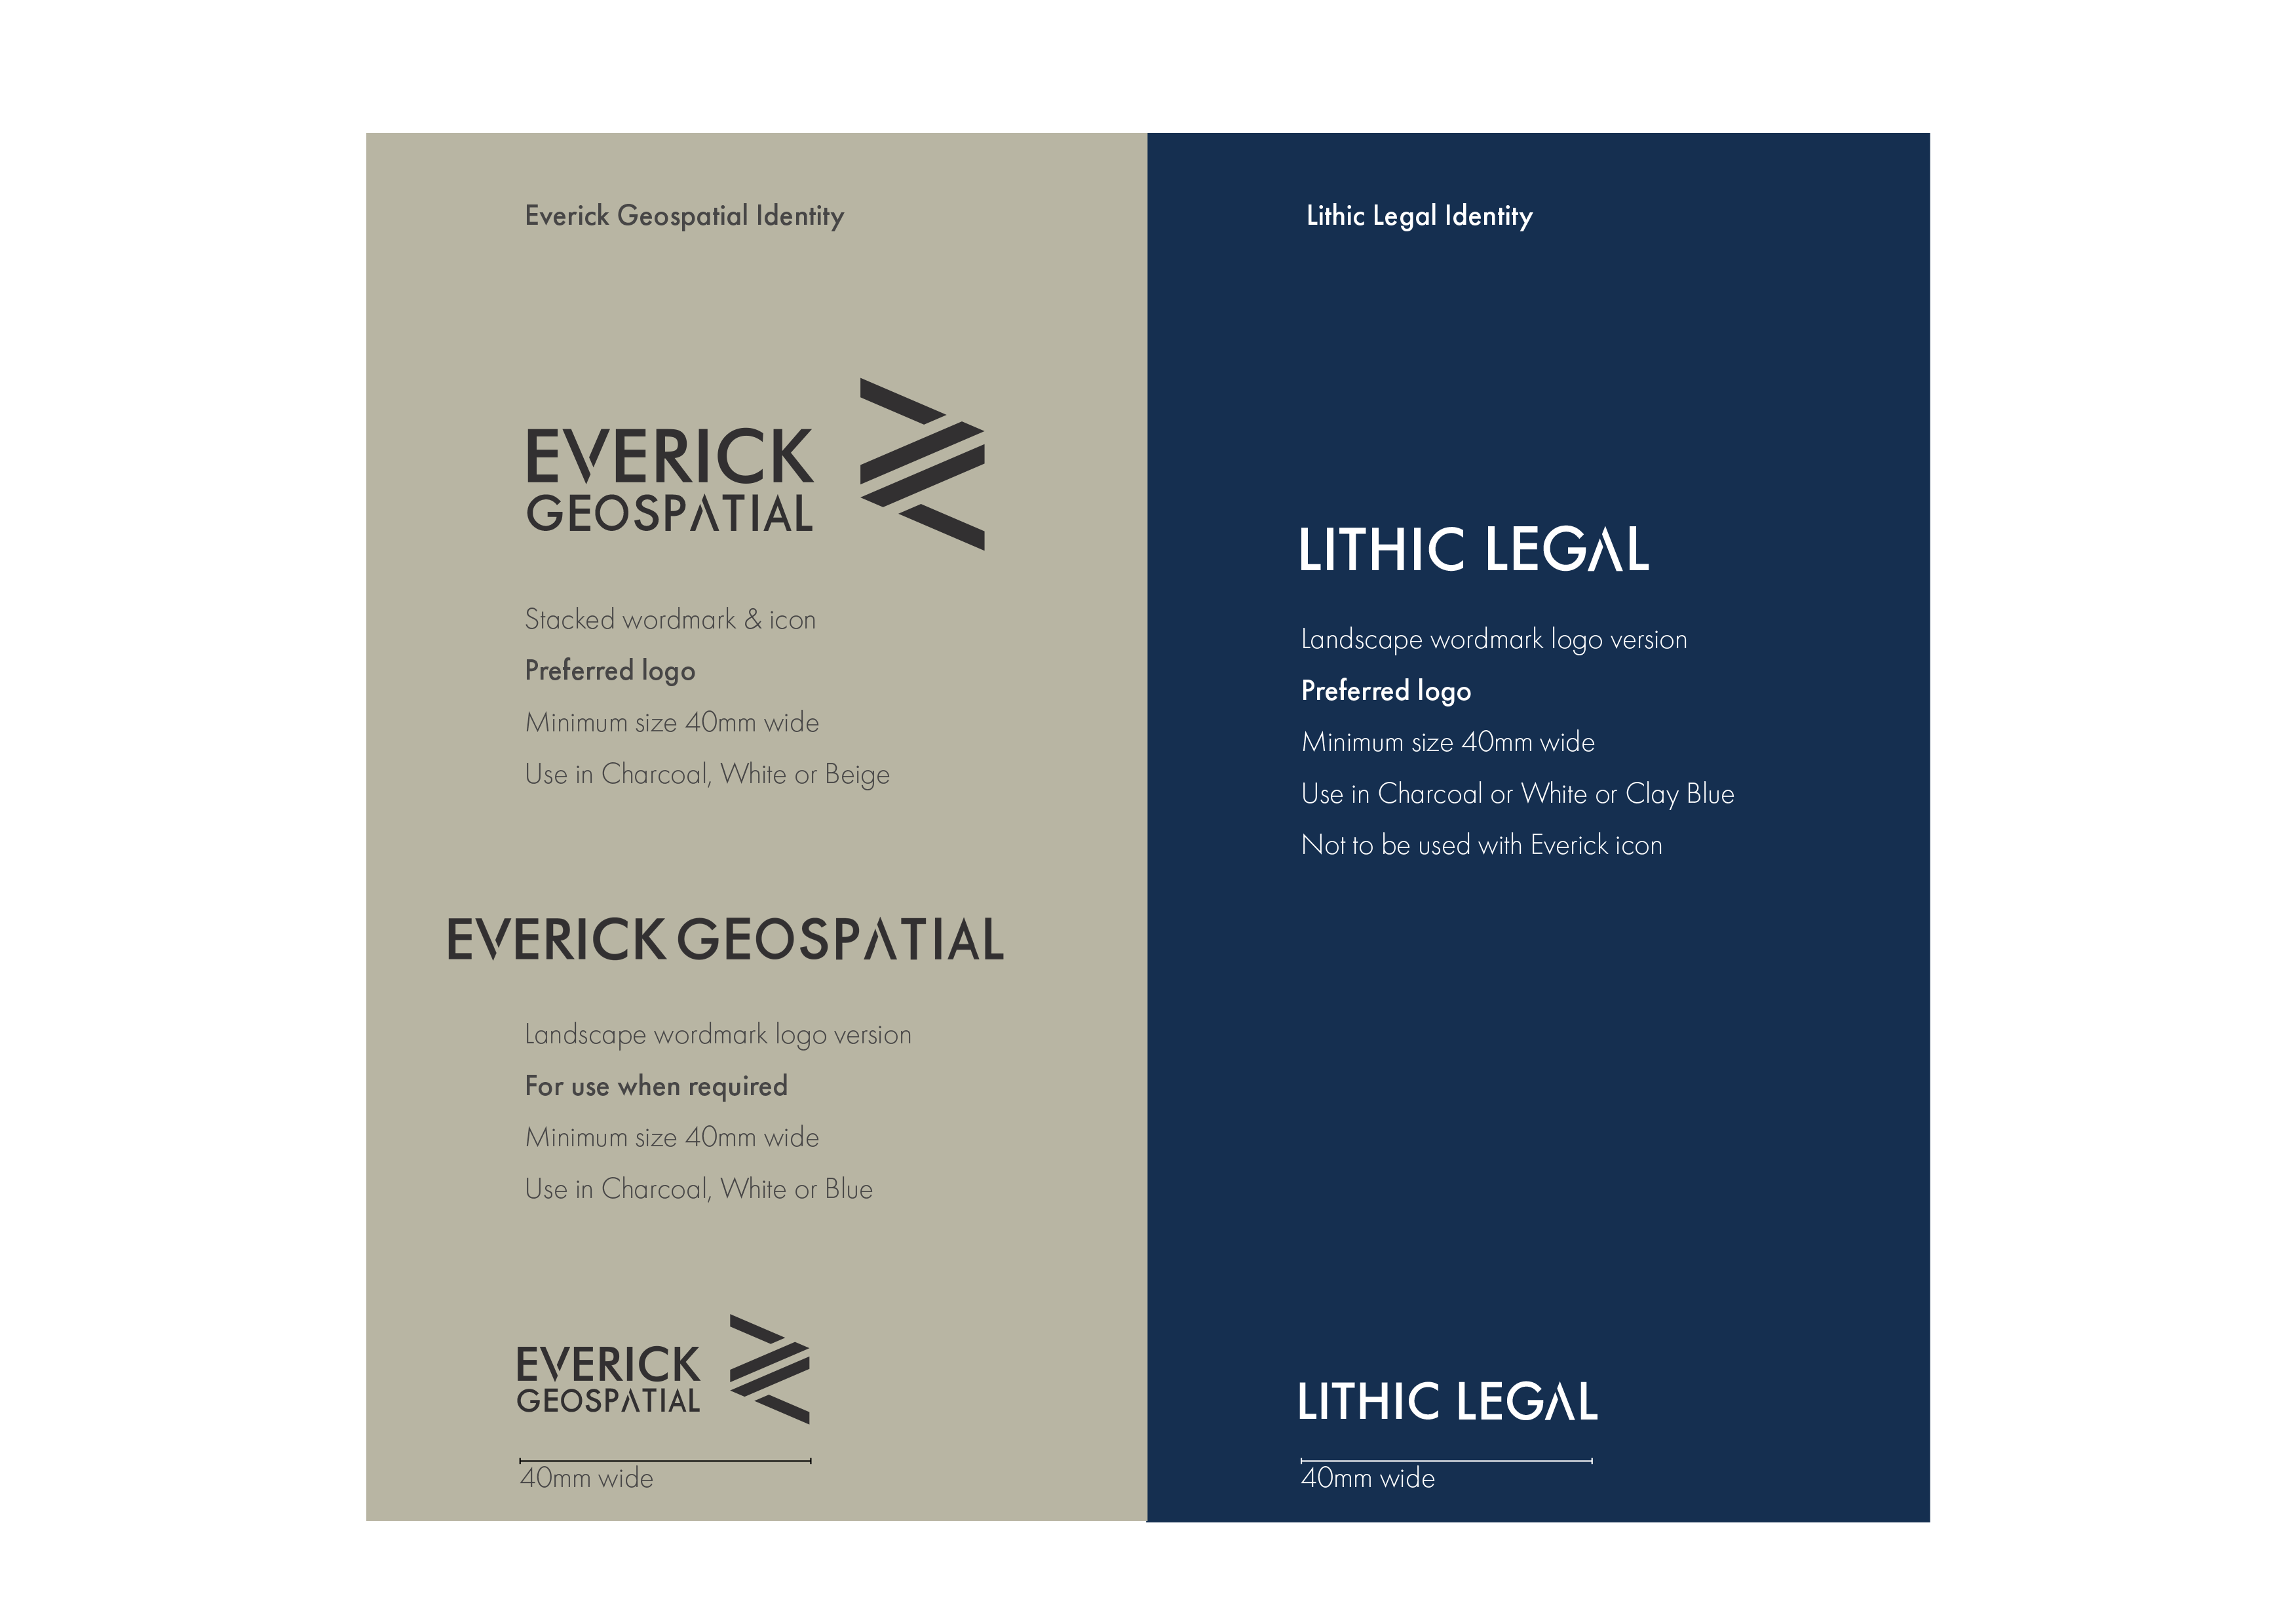 Everick Geospatial Identity
EVERICK
GEOSPATIAL
Stacked wordmark & icon
Preferred logo
Minimum size 40mm wide
Use in Charcoal, White or Beige
EVERICK GEOSPATIAL
Landscape wordmark logo version
For use when required
Minimum size 40mm wide
Use in Charcoal, White or Blue
EVERICK
GEOSPATIAL
40mm wide
Lithic Legal Identity
LITHIC LEGAL
Landscape wordmark logo version
Preferred logo
Minimum size 40mm wide
Use in Charcoal or White or Clay Blue
Not to be used with Everick icon
LITHIC LEGAL
40mm wide